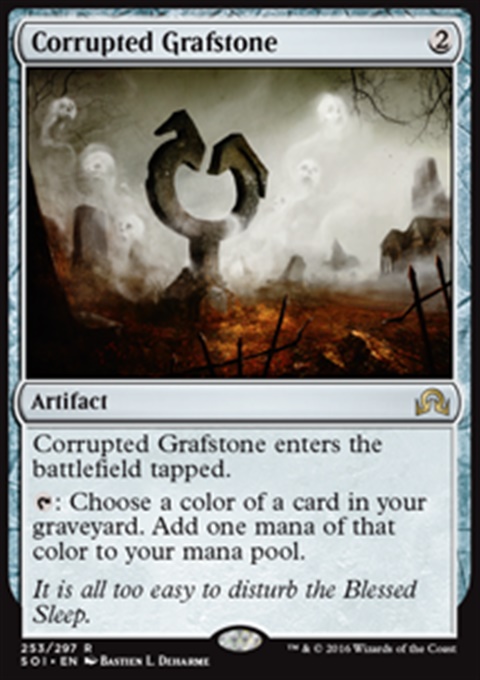 Corrupted Grafstone 2
Artifact
Corrupted Grafstone enters the
battlefield tapped.
: Choose a color of a card in your
graveyard. Add one mana of that
color to your mana pool.
It is all too easy to disturb the Blessed
Sleep.
253/297 R
SOI • EN Bastien L. Deharme
™ & © 2016 Wizards of the Coast